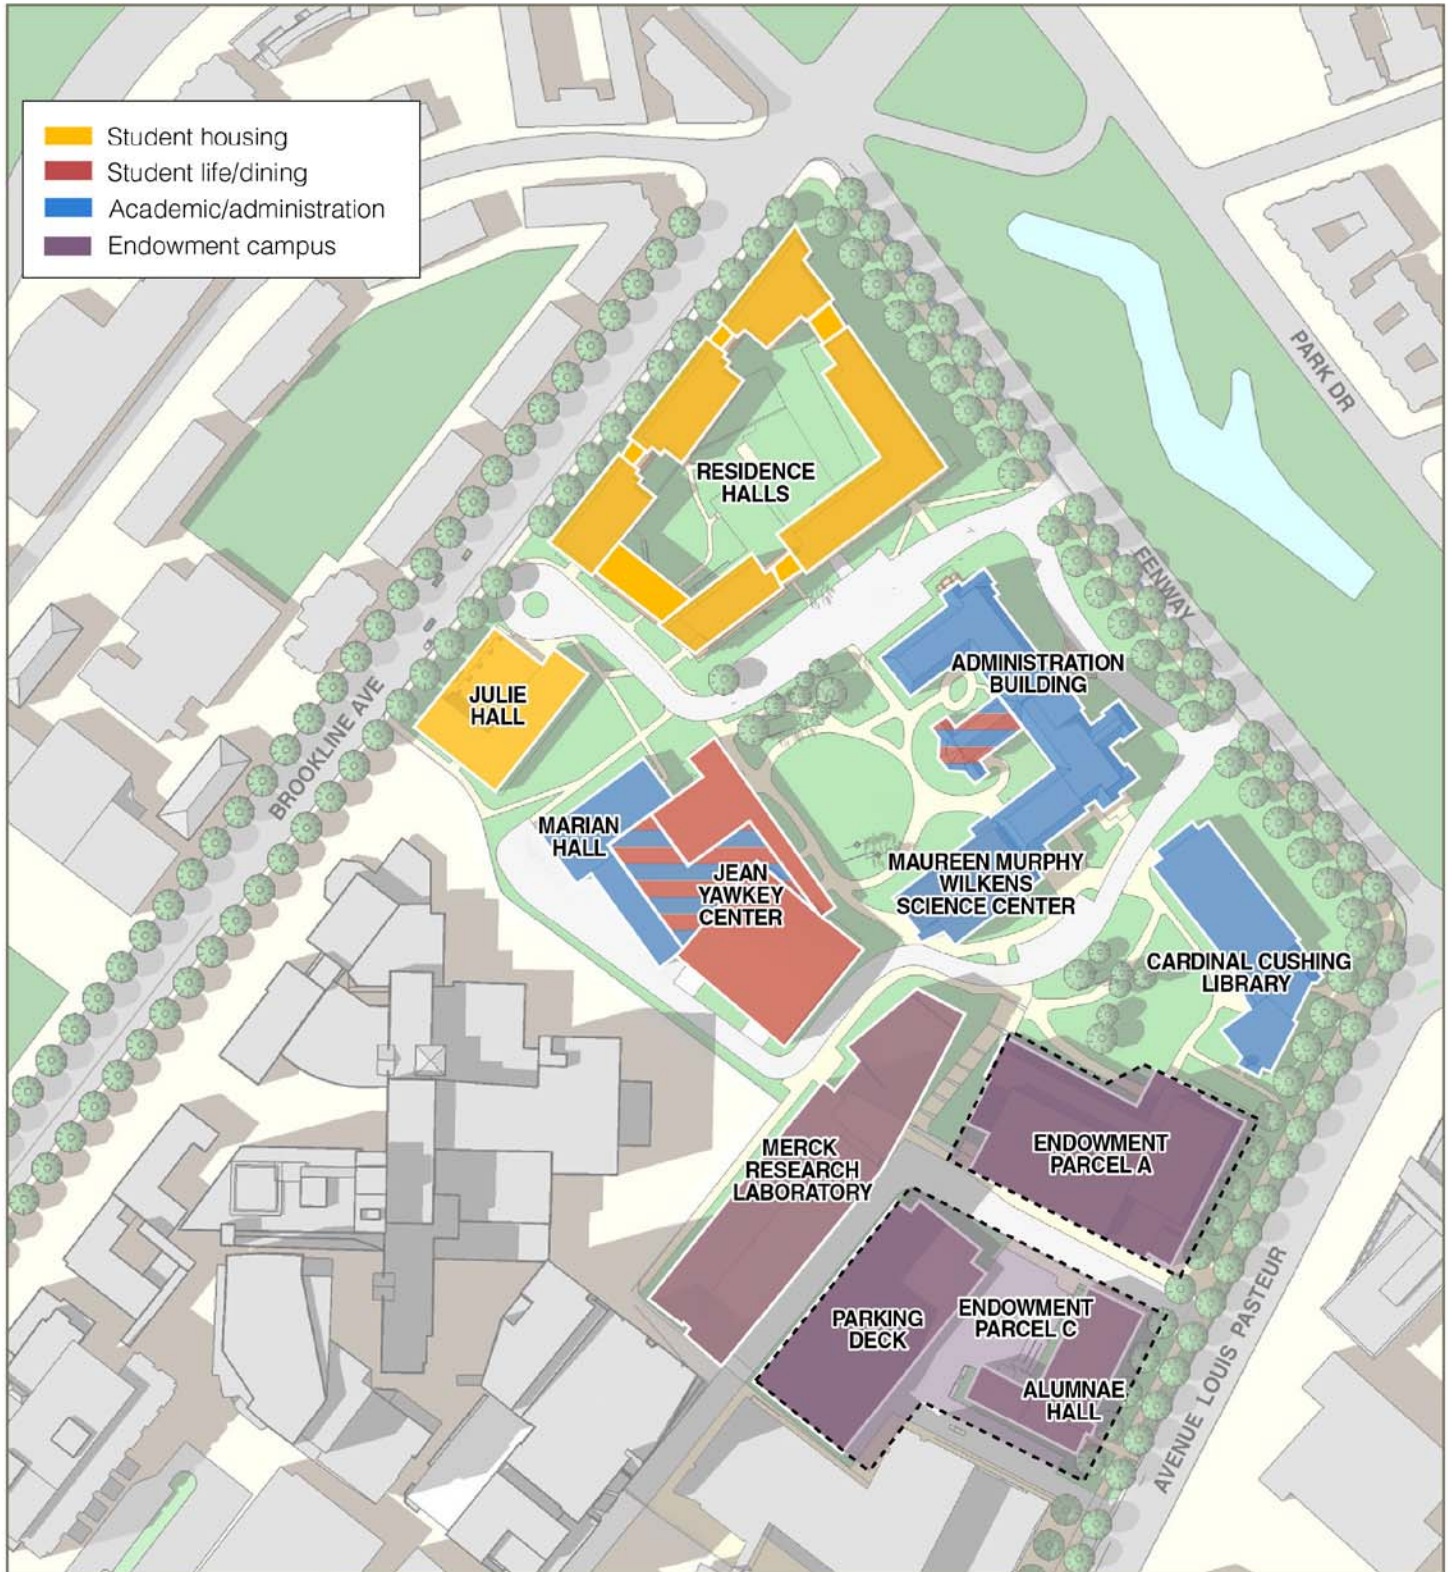 Student housing
Student life/dining
Academic/administration
Endowment campus
PARK DR
RESIDENCE
HALLS
FENWAY
ADMINISTRATION
BUILDING
JULIE
HALL
BROOKLINE AVE
MARIAN
HALL
JEAN
YAWKEY
CENTER
MAUREEN MURPHY
WILKENS
SCIENCE CENTER
CARDINAL CUSHING
LIBRARY
MERCK
RESEARCH
LABORATORY
ENDOWMENT
PARCEL A
PARKING
DECK
ENDOWMENT
PARCEL C
ALUMNAE
HALL
AVENUE LOUIS PASTEUR